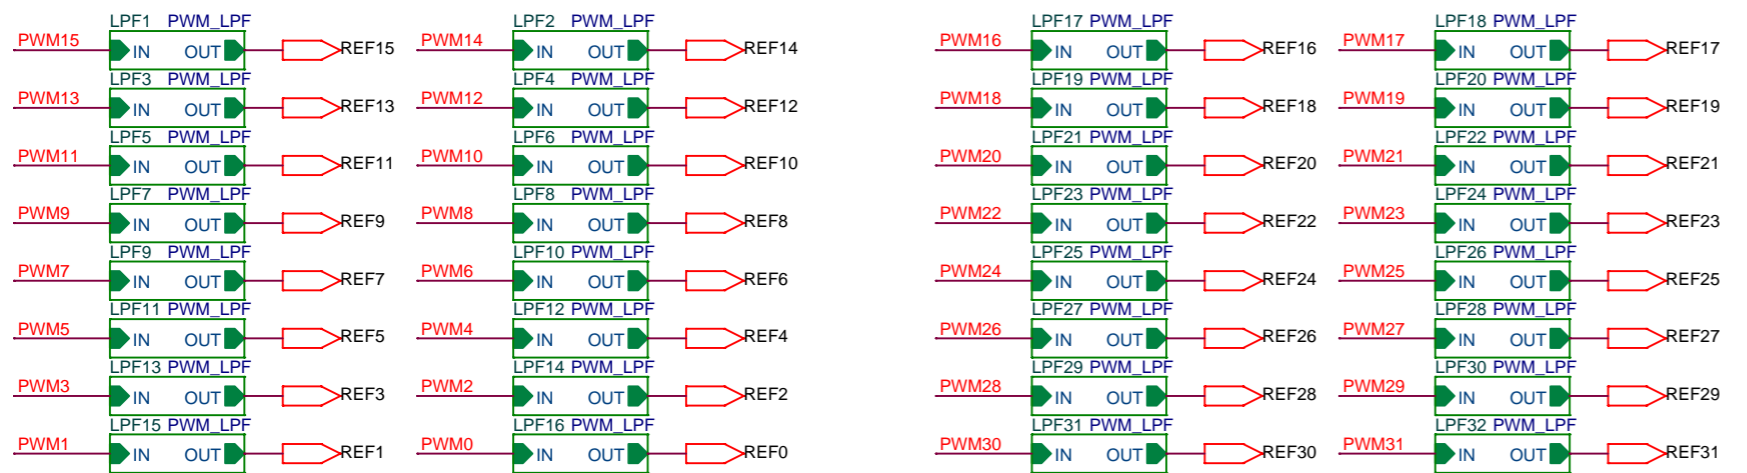 LPF1 PWM_LPF LPF2 PWM_LPF LPF17 PWM_LPF LPF18 PWM_LPF
PWM15 IN OUT REF15 PWM14 IN OUT REF14 PWM16 IN OUT REF16 PWM17 IN OUT REF17
LPF3 PWM_LPF LPF4 PWM_LPF LPF19 PWM_LPF LPF20 PWM_LPF
PWM13 IN OUT REF13 PWM12 IN OUT REF12 PWM18 IN OUT REF18 PWM19 IN OUT REF19
LPF5 PWM_LPF LPF6 PWM_LPF LPF21 PWM_LPF LPF22 PWM_LPF
PWM11 IN OUT REF11 PWM10 IN OUT REF10 PWM20 IN OUT REF20 PWM21 IN OUT REF21
LPF7 PWM_LPF LPF8 PWM_LPF LPF23 PWM_LPF LPF24 PWM_LPF
PWM9 IN OUT REF9 PWM8 IN OUT REF8 PWM22 IN OUT REF22 PWM23 IN OUT REF23
LPF9 PWM_LPF LPF10 PWM_LPF LPF25 PWM_LPF LPF26 PWM_LPF
PWM7 IN OUT REF7 PWM6 IN OUT REF6 PWM24 IN OUT REF24 PWM25 IN OUT REF25
LPF11 PWM_LPF LPF12 PWM_LPF LPF27 PWM_LPF LPF28 PWM_LPF
PWM5 IN OUT REF5 PWM4 IN OUT REF4 PWM26 IN OUT REF26 PWM27 IN OUT REF27
LPF13 PWM_LPF LPF14 PWM_LPF LPF29 PWM_LPF LPF30 PWM_LPF
PWM3 IN OUT REF3 PWM2 IN OUT REF2 PWM28 IN OUT REF28 PWM29 IN OUT REF29
LPF15 PWM_LPF LPF16 PWM_LPF LPF31 PWM_LPF LPF32 PWM_LPF
PWM1 IN OUT REF1 PWM0 IN OUT REF0 PWM30 IN OUT REF30 PWM31 IN OUT REF31